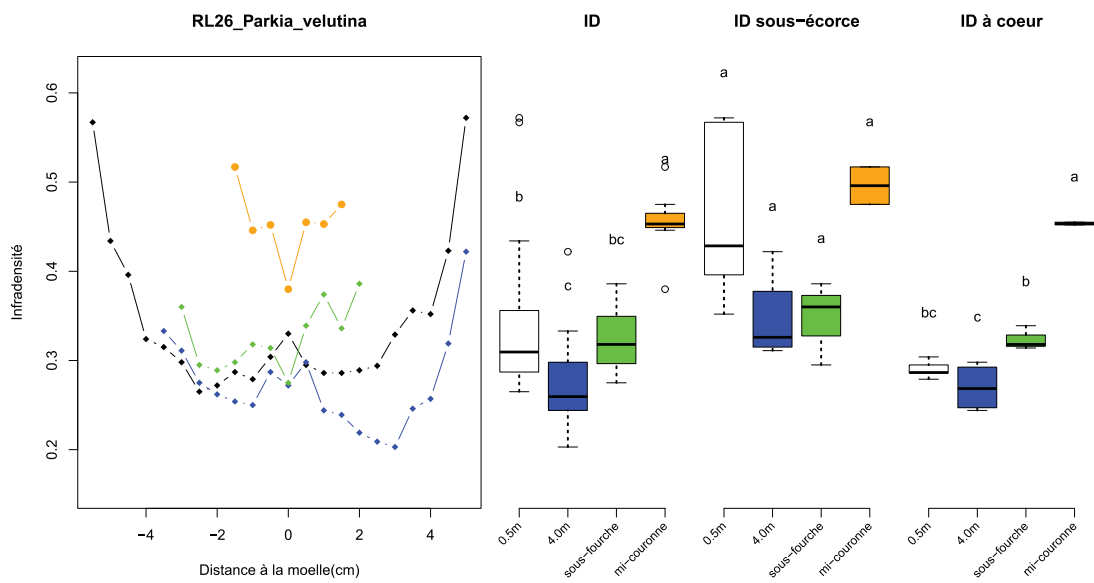 RL26_Parkia_velutina
ID
ID sous−écorce
ID à coeur
Infradensité
0.6
0.5
0.4
0.3
0.2
−4
−2
0
2
4
Distance à la moelle(cm)
b
c
bc
a
0.5m
4.0m
sous−fourche
mi−couronne
a
a
a
a
0.5m
4.0m
sous−fourche
mi−couronne
bc
c
b
a
0.5m
4.0m
sous−fourche
mi−couronne